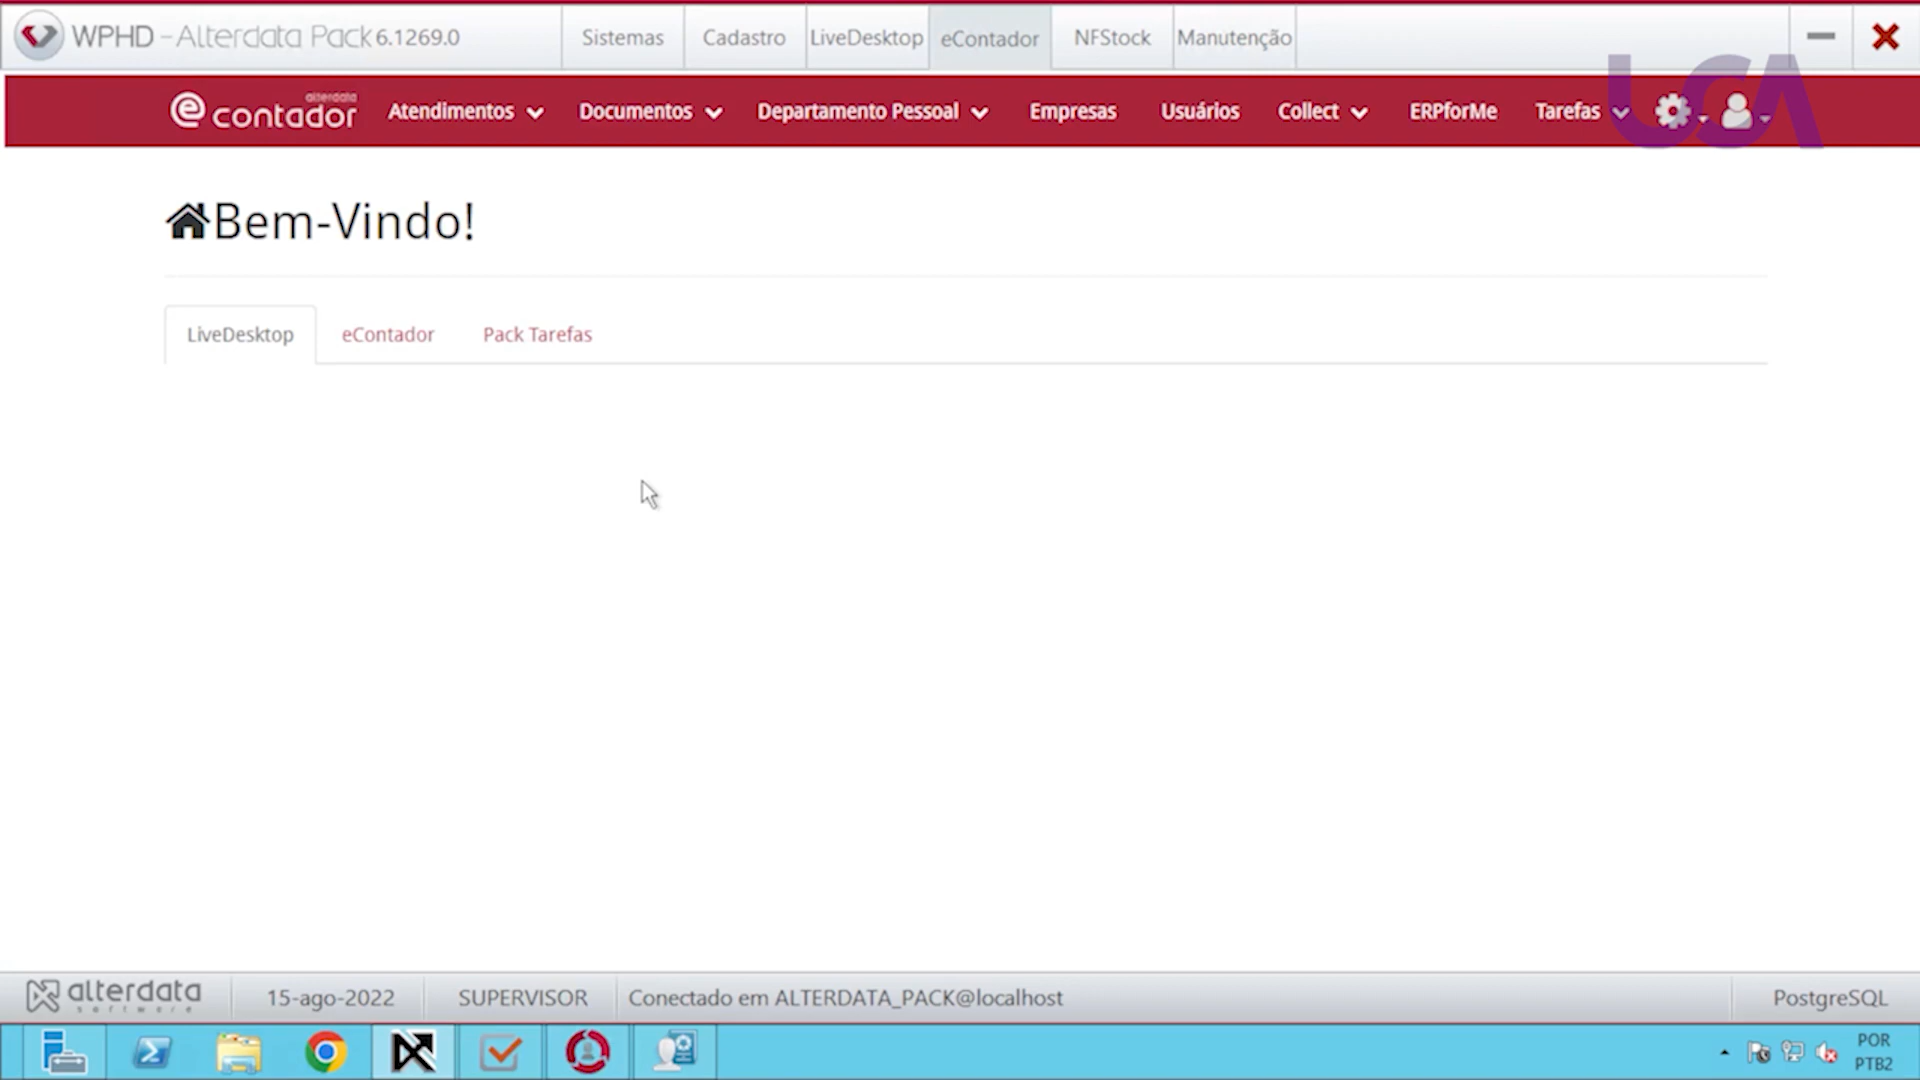 WPHD - Alterdata Pack 6.1269.0
Sistemas
Cadastro
LiveDesktop
eContador
NFStock
Manutenção
UCA
e contador alterdata
Atendimentos
Documentos
Departamento Pessoal
Empresas
Usuários
Collect
ERPforMe
Tarefas
Bem-Vindo!
LiveDesktop
eContador
Pack Tarefas
alterdata
software
15-ago-2022
SUPERVISOR
Conectado em ALTERDATA_PACK@localhost
PostgreSQL
POR
PTB2